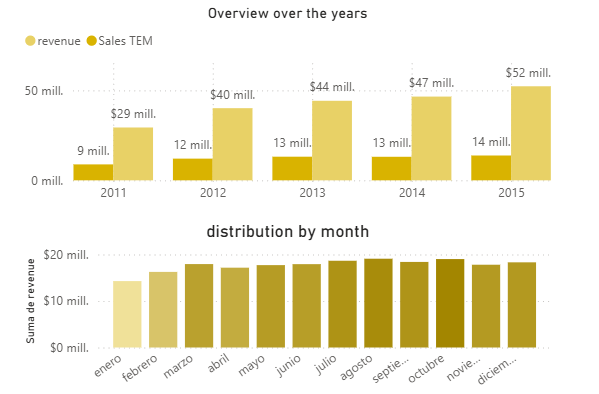 Overview over the years
revenue Sales TEM
50 mill.
0 mill.
9 mill. $29 mill. 12 mill. $40 mill. 13 mill. $44 mill. 13 mill. $47 mill. 14 mill. $52 mill.
2011 2012 2013 2014 2015
distribution by month
Suma de revenue
$20 mill.
$10 mill.
$0 mill.
enero febrero marzo abril mayo junio julio agosto septie... octubre novie... diciem...